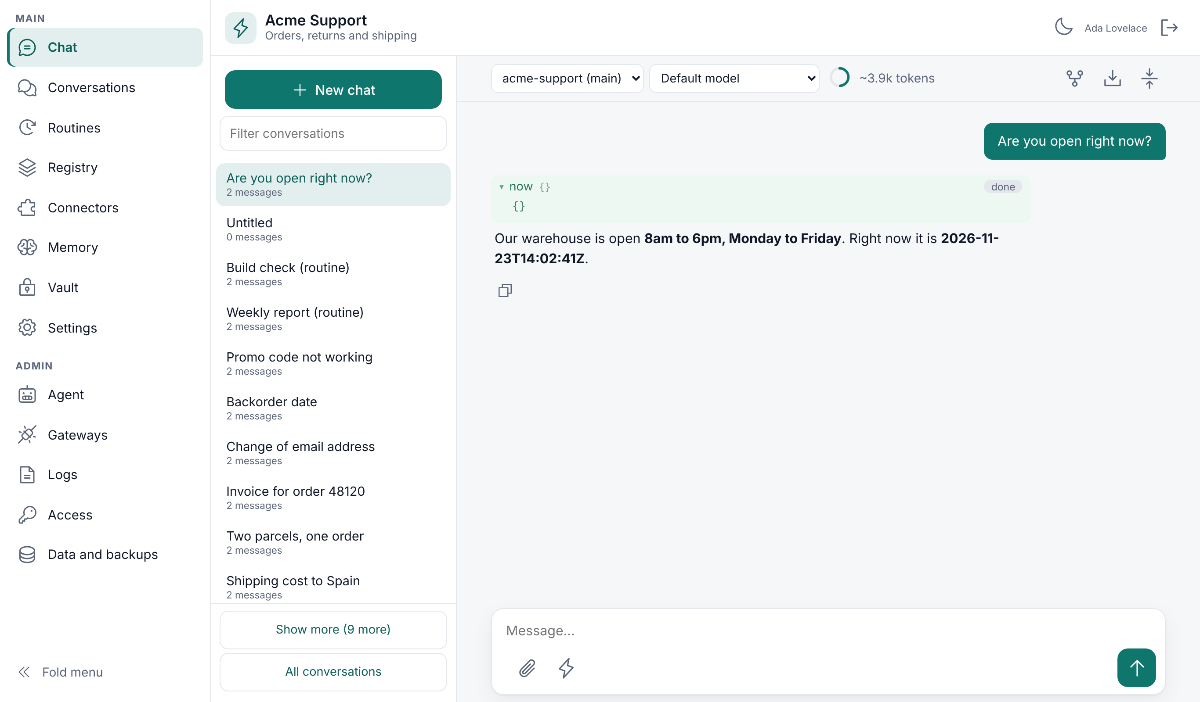 MAIN
Chat
Conversations
Routines
Registry
Connectors
Memory
Vault
Settings
ADMIN
Agent
Gateways
Logs
Access
Data and backups
Fold menu
Acme Support
Orders, returns and shipping
Ada Lovelace
New chat
Filter conversations
Are you open right now?
2 messages
Untitled
0 messages
Build check (routine)
2 messages
Weekly report (routine)
2 messages
Promo code not working
2 messages
Backorder date
2 messages
Change of email address
2 messages
Invoice for order 48120
2 messages
Two parcels, one order
2 messages
Shipping cost to Spain
2 messages
Show more (9 more)
All conversations
acme-support (main)
Default model
~3.9k tokens
Are you open right now?
now {}
done
{}
Our warehouse is open 8am to 6pm, Monday to Friday. Right now it is 2026-11-
23T14:02:41Z.
Message...